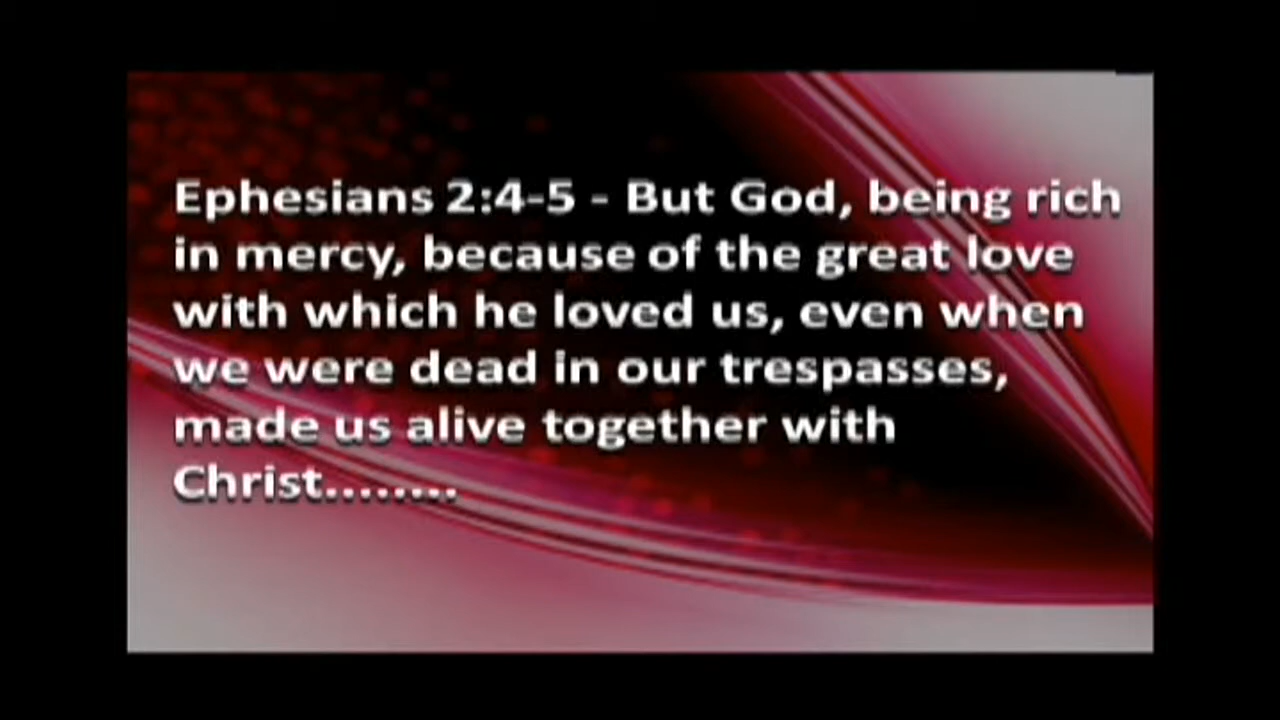 Ephesians 2:4-5 - But God, being rich
in mercy, because of the great love
with which he loved us, even when
we were dead in our trespasses,
made us alive together with
Christ........